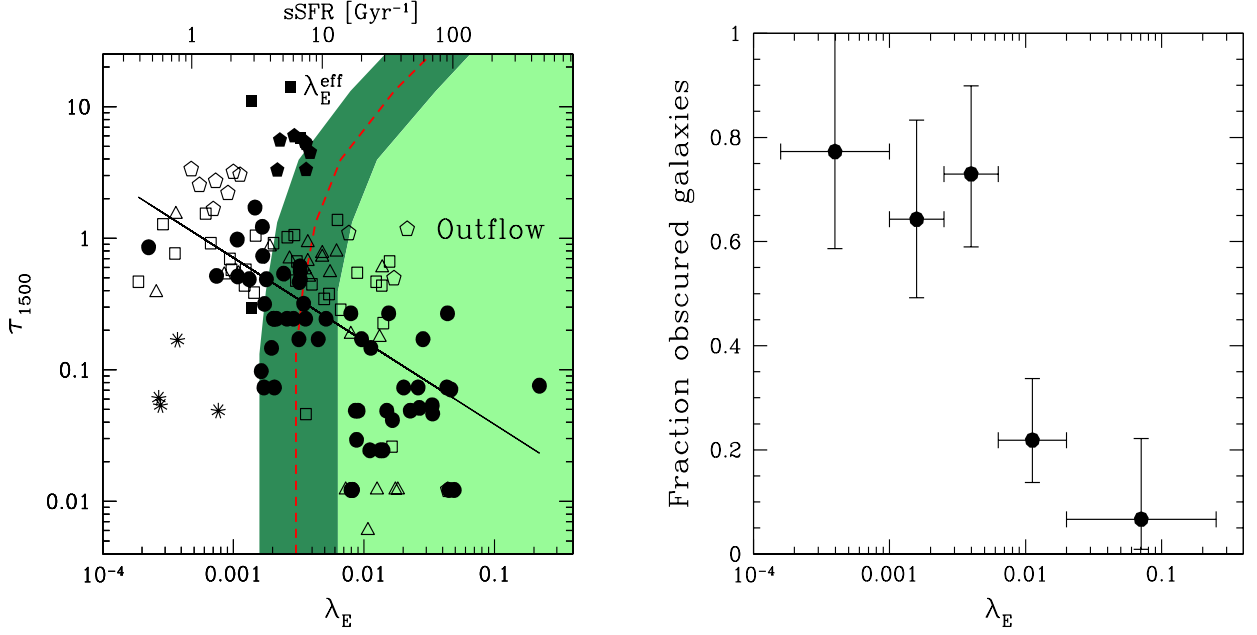 sSFR [Gyr⁻¹]
1 10 100
λ_E^eff
Outflow
10
1
0.1
0.01
τ₁₅₀₀
10⁻⁴ 0.001 0.01 0.1
λ_E
1
0.8
0.6
0.4
0.2
0
Fraction obscured galaxies
10⁻⁴ 0.001 0.01 0.1
λ_E